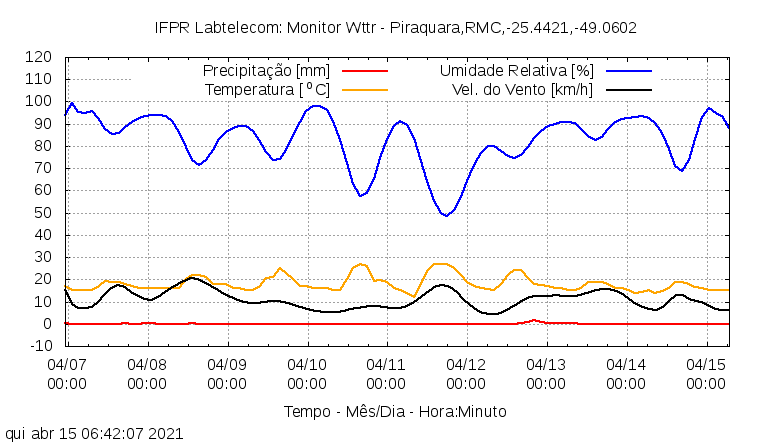 IFPR Labtelecom: Monitor Wttr - Piraquara,RMC,-25.4421,-49.0602
120
110
100
90
80
70
60
50
40
30
20
10
0
-10
Precipitação [mm]
Temperatura [ ⁰C]
Umidade Relativa [%]
Vel. do Vento [km/h]
04/07 04/08 04/09 04/10 04/11 04/12 04/13 04/14 04/15
00:00 00:00 00:00 00:00 00:00 00:00 00:00 00:00 00:00
Tempo - Mês/Dia - Hora:Minuto
qui abr 15 06:42:07 2021